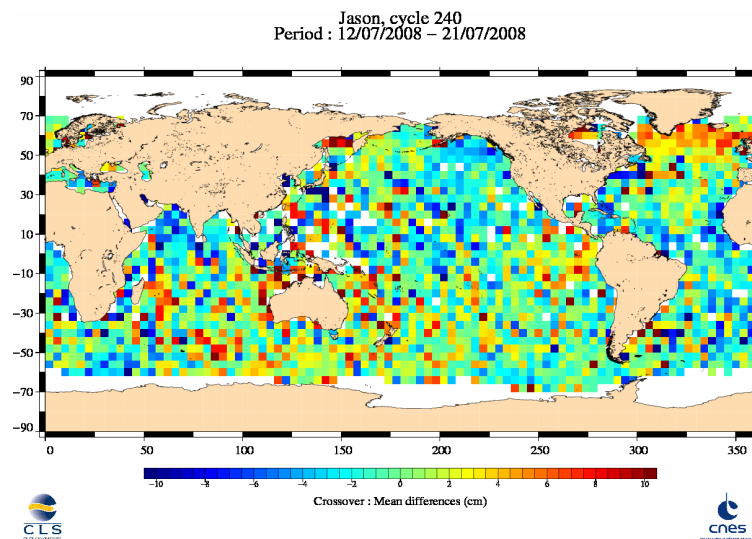 Jason, cycle 240
Period : 12/07/2008 – 21/07/2008
90
70
50
30
10
−10
−30
−50
−70
−90
0 50 100 150 200 250 300 350
−10 −8 −6 −4 −2 0 2 4 6 8 10
Crossover : Mean differences (cm)
CLS
cnes